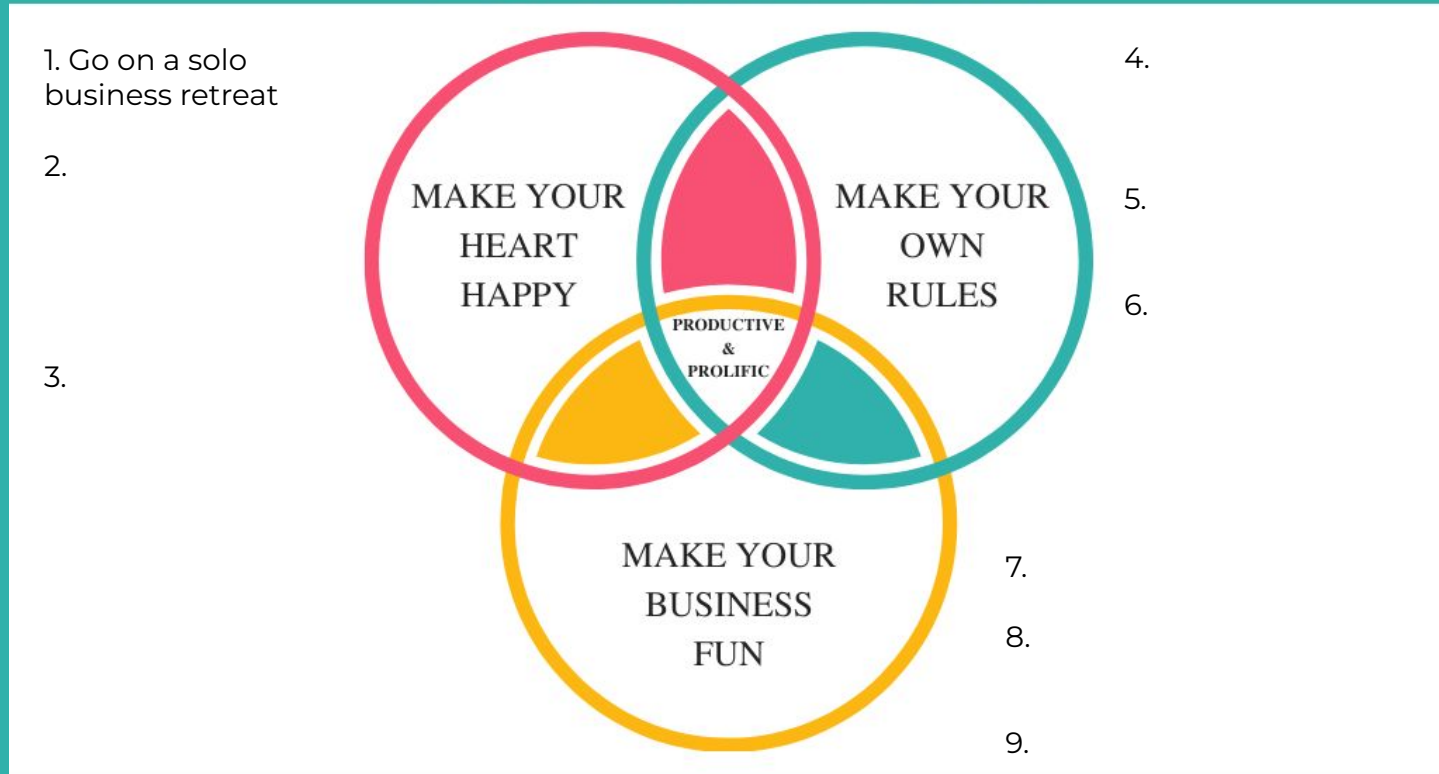 1. Go on a solo
business retreat
2.
3.
MAKE YOUR
HEART
HAPPY
MAKE YOUR
OWN
RULES
PRODUCTIVE
&
PROLIFIC
MAKE YOUR
BUSINESS
FUN
4.
5.
6.
7.
8.
9.